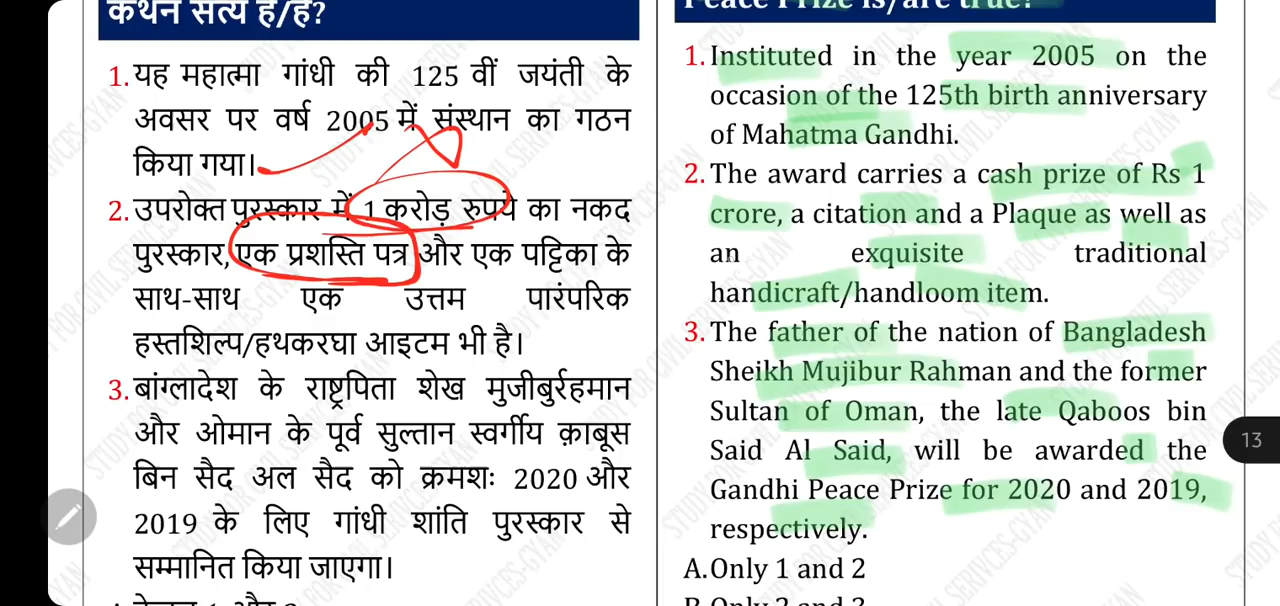 कथन सत्य है/हैं?
1. यह महात्मा गांधी की 125 वीं जयंती के
अवसर पर वर्ष 2005 में संस्थान का गठन
किया गया।
2. उपरोक्त पुरस्कार में 1 करोड़ रुपये का नकद
पुरस्कार, एक प्रशस्ति पत्र और एक पट्टिका के
साथ-साथ एक उत्तम पारंपरिक
हस्तशिल्प/हथकरघा आइटम भी है।
3. बांग्लादेश के राष्ट्रपिता शेख मुजीबुर्रहमान
और ओमान के पूर्व सुल्तान स्वर्गीय क़ाबूस
बिन सैद अल सैद को क्रमशः 2020 और
2019 के लिए गांधी शांति पुरस्कार से
सम्मानित किया जाएगा।
Peace Prize is/are true?
1. Instituted in the year 2005 on the
occasion of the 125th birth anniversary
of Mahatma Gandhi.
2. The award carries a cash prize of Rs 1
crore, a citation and a Plaque as well as
an exquisite traditional
handicraft/handloom item.
3. The father of the nation of Bangladesh
Sheikh Mujibur Rahman and the former
Sultan of Oman, the late Qaboos bin
Said Al Said, will be awarded the
Gandhi Peace Prize for 2020 and 2019,
respectively.
A. Only 1 and 2
B. Only 2 and 3
13